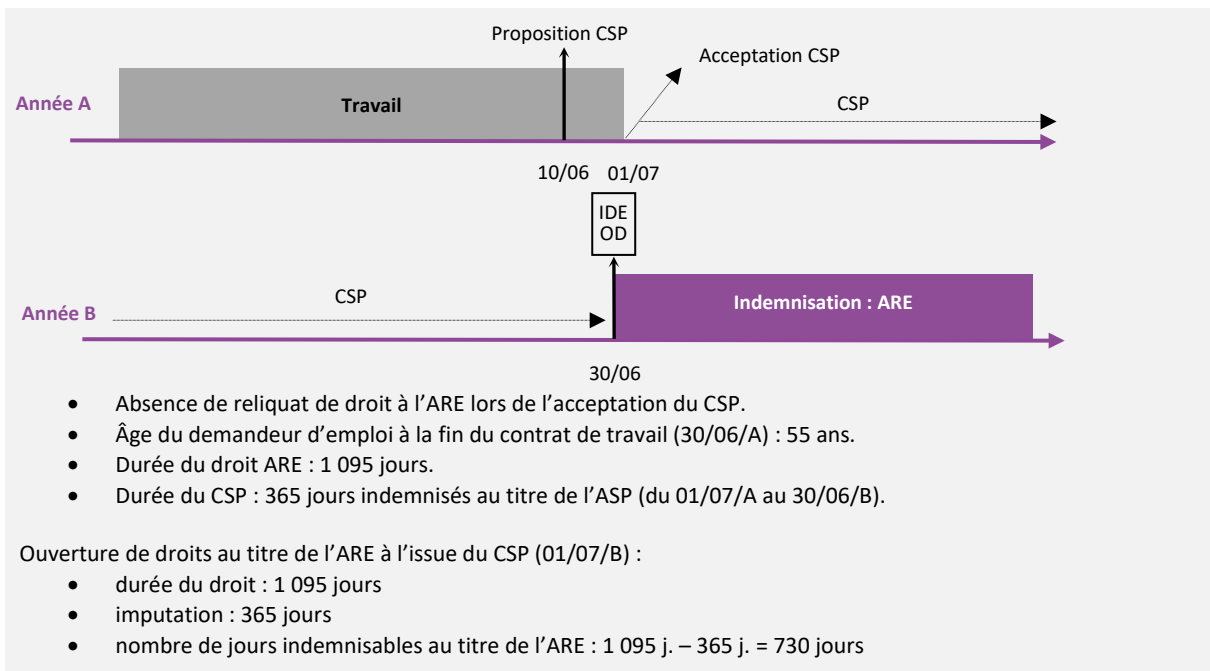 Proposition CSP
Acceptation CSP
Année A
Travail
CSP
10/06 01/07
IDE
OD
Année B
CSP
Indemnisation : ARE
30/06
• Absence de reliquat de droit à l’ARE lors de l’acceptation du CSP.
• Âge du demandeur d’emploi à la fin du contrat de travail (30/06/A) : 55 ans.
• Durée du droit ARE : 1 095 jours.
• Durée du CSP : 365 jours indemnisés au titre de l’ASP (du 01/07/A au 30/06/B).
Ouverture de droits au titre de l’ARE à l’issue du CSP (01/07/B) :
• durée du droit : 1 095 jours
• imputation : 365 jours
• nombre de jours indemnisables au titre de l’ARE : 1 095 j. – 365 j. = 730 jours